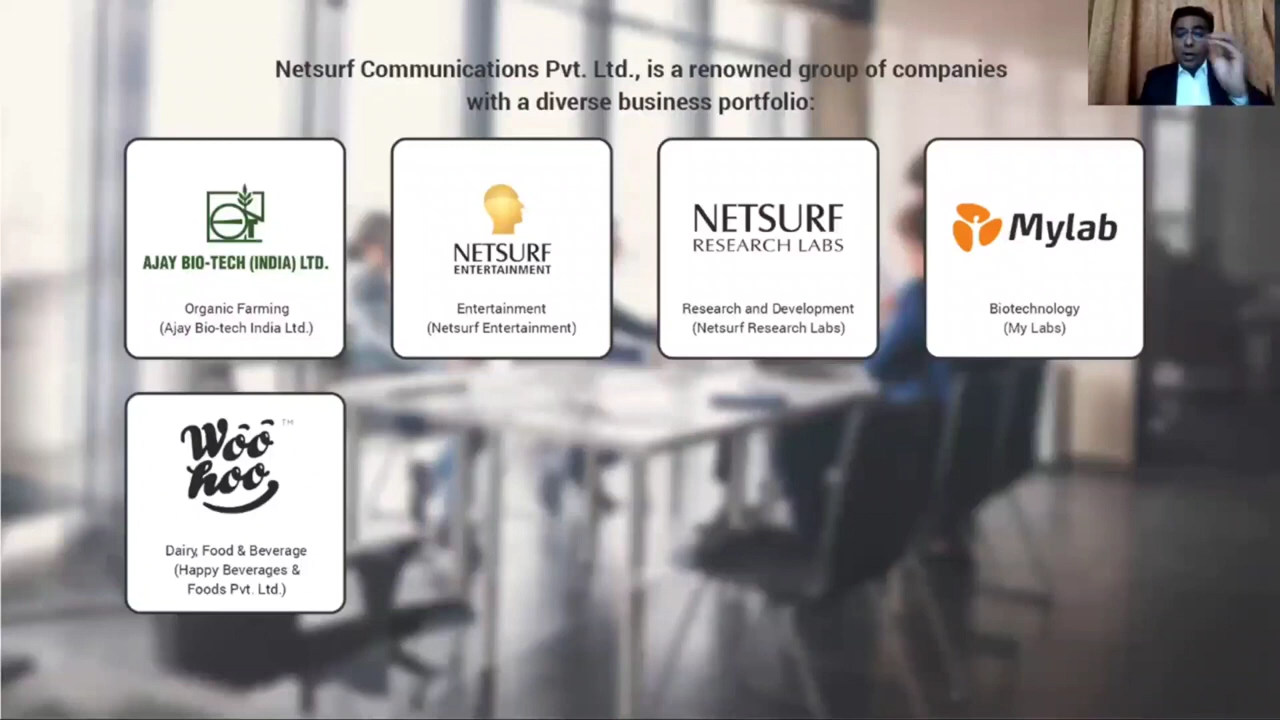 Netsurf Communications Pvt. Ltd., is a renowned group of companies
with a diverse business portfolio:
AJAY BIO-TECH (INDIA) LTD.
Organic Farming
(Ajay Bio-tech India Ltd.)
NETSURF
ENTERTAINMENT
Entertainment
(Netsurf Entertainment)
NETSURF
RESEARCH LABS
Research and Development
(Netsurf Research Labs)
Mylab
Biotechnology
(My Labs)
Wōō TM
hoo
Dairy, Food & Beverage
(Happy Beverages &
Foods Pvt. Ltd.)